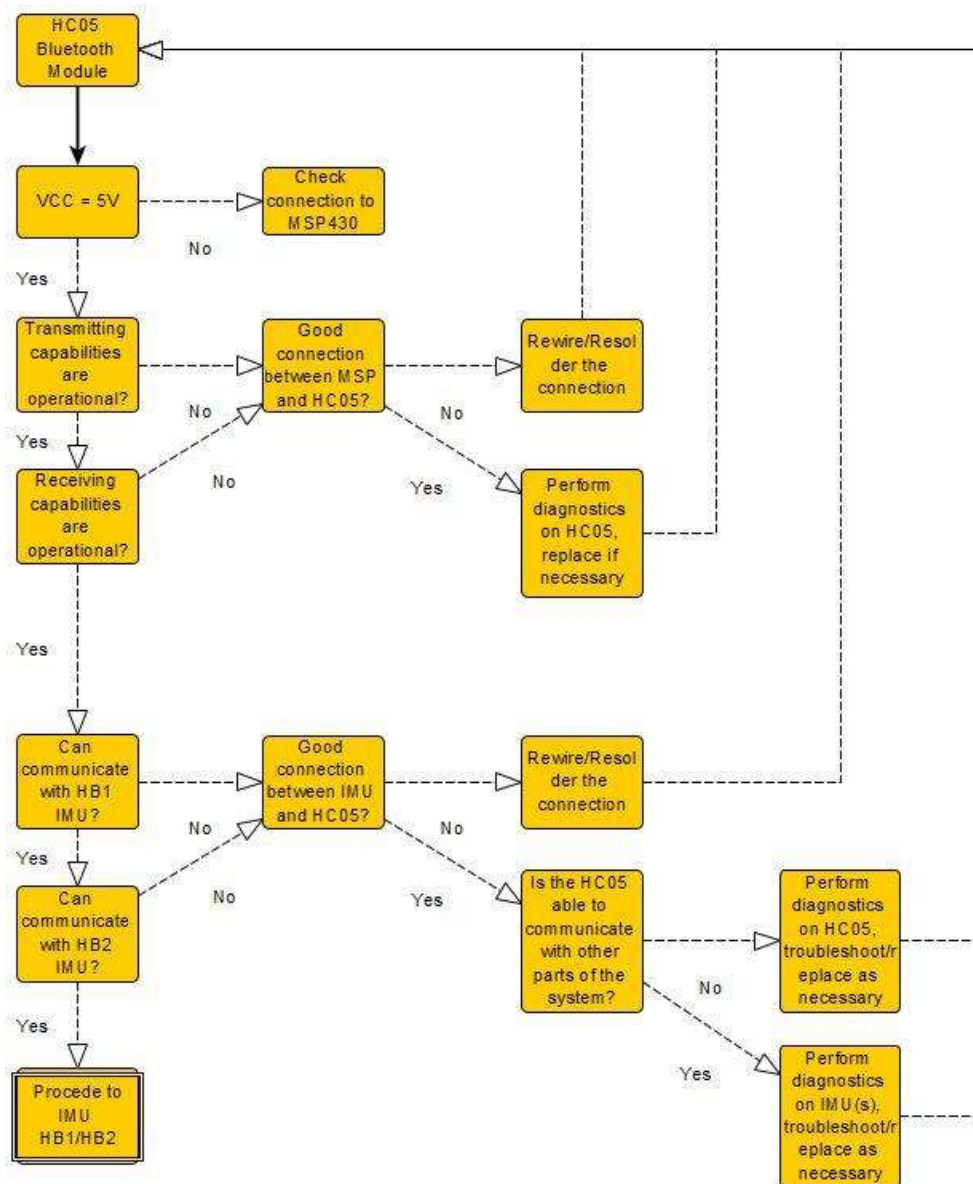 HC05
Bluetooth
Module
VCC = 5V
Check
connection to
MSP430
No
Yes
Transmitting
capabilities
are
operational?
Good
connection
between MSP
and HC05?
Rewire/Resol
der the
connection
No
No
Yes
Receiving
capabilities
are
operational?
No
Yes
Perform
diagnostics
on HC05,
replace if
necessary
Yes
Can
communicate
with HB1
IMU?
Good
connection
between IMU
and HC05?
Rewire/Resol
der the
connection
No
No
Yes
Can
communicate
with HB2
IMU?
No
Yes
Is the HC05
able to
communicate
with other
parts of the
system?
Perform
diagnostics
on HC05,
troubleshoot/r
eplace as
necessary
No
Yes
Yes
Procede to
IMU
HB1/HB2
Perform
diagnostics
on IMU(s),
troubleshoot/r
eplace as
necessary